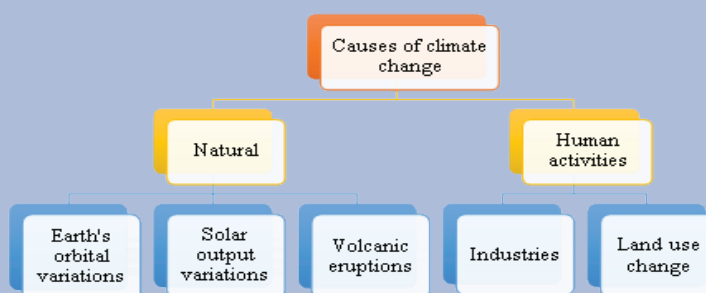 Causes of climate
change
Natural
Human
activities
Earth's
orbital
variations
Solar
output
variations
Volcanic
eruptions
Industries
Land use
change